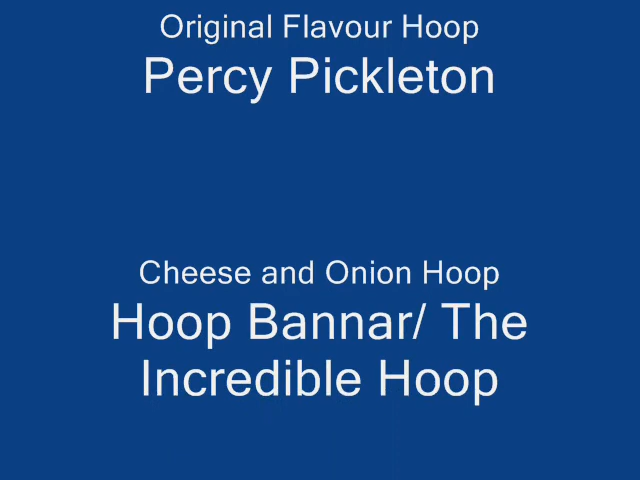 Original Flavour Hoop
Percy Pickleton
Cheese and Onion Hoop
Hoop Bannar/ The
Incredible Hoop